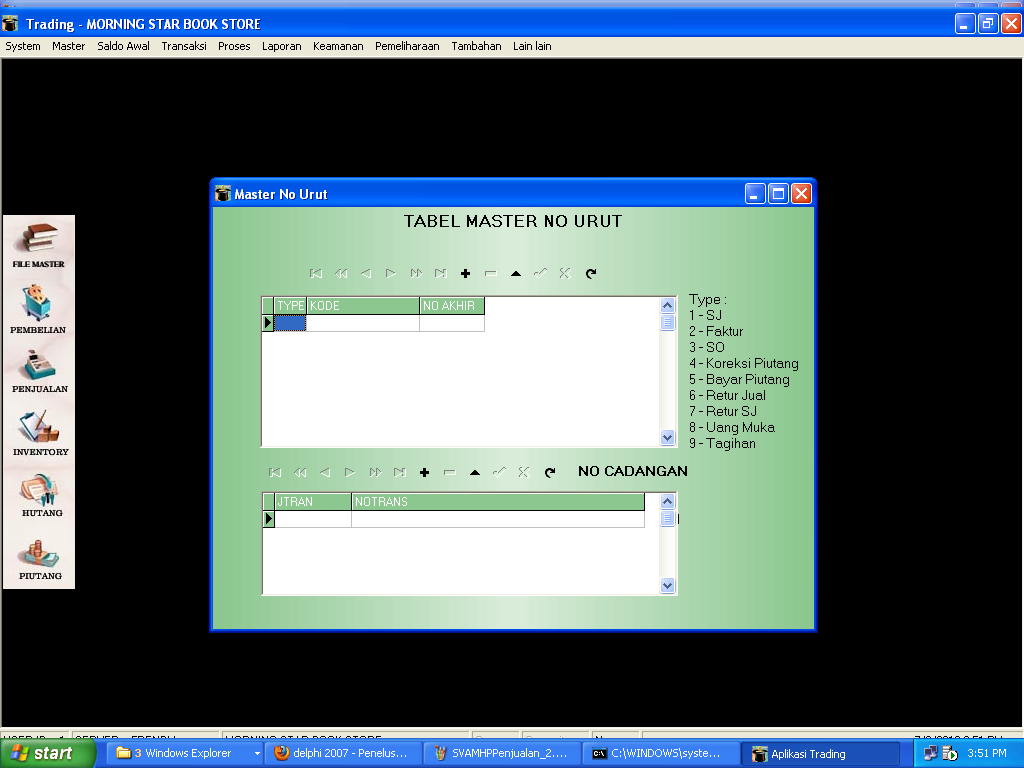 Trading - MORNING STAR BOOK STORE
System Master Saldo Awal Transaksi Proses Laporan Keamanan Pemeliharaan Tambahan Lain lain
Master No Urut
TABEL MASTER NO URUT
TYPE KODE NO AKHIR
Type :
1 - SJ
2 - Faktur
3 - SO
4 - Koreksi Piutang
5 - Bayar Piutang
6 - Retur Jual
7 - Retur SJ
8 - Uang Muka
9 - Tagihan
NO CADANGAN
JTRAN NOTRANS
FILE MASTER
PEMBELIAN
PENJUALAN
INVENTORY
HUTANG
PIUTANG
MORNING STAR BOOK STORE
start 3 Windows Explorer delphi 2007 - Penelus... SVAMHPPenjualan_2.... C:\WINDOWS\syste... Aplikasi Trading 3:51 PM